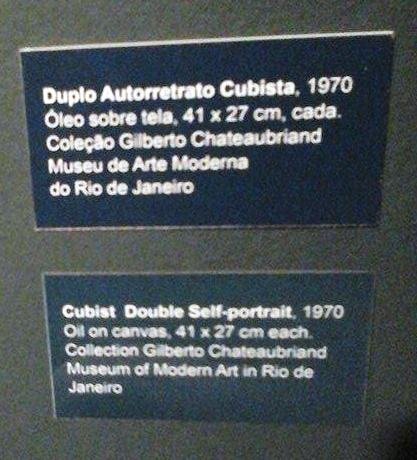 Duplo Autorretrato Cubista, 1970
Óleo sobre tela, 41 x 27 cm, cada.
Coleção Gilberto Chateaubriand
Museu de Arte Moderna
do Rio de Janeiro
Cubist Double Self-portrait, 1970
Oil on canvas, 41 x 27 cm each.
Collection Gilberto Chateaubriand
Museum of Modern Art in Rio de
Janeiro